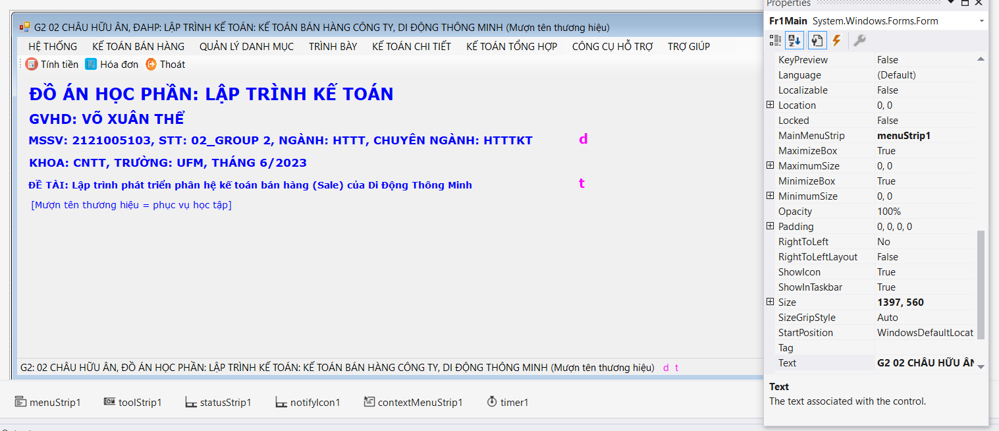 G2 02 CHÂU HỮU ÂN, ĐAHP: LẬP TRÌNH KẾ TOÁN: KẾ TOÁN BÁN HÀNG CÔNG TY, DI ĐỘNG THÔNG MINH (Mượn tên thương hiệu)
HỆ THỐNG KẾ TOÁN BÁN HÀNG QUẢN LÝ DANH MỤC TRÌNH BÀY KẾ TOÁN CHI TIẾT KẾ TOÁN TỔNG HỢP CÔNG CỤ HỖ TRỢ TRỢ GIÚP
Tính tiền Hóa đơn Thoát
ĐỒ ÁN HỌC PHẦN: LẬP TRÌNH KẾ TOÁN
GVHD: VÕ XUÂN THỂ
MSSV: 2121005103, STT: 02_GROUP 2, NGÀNH: HTTT, CHUYÊN NGÀNH: HTTTKT d
KHOA: CNTT, TRƯỜNG: UFM, THÁNG 6/2023
ĐỀ TÀI: Lập trình phát triển phân hệ kế toán bán hàng (Sale) của Di Động Thông Minh t
[Mượn tên thương hiệu = phục vụ học tập]
G2: 02 CHÂU HỮU ÂN, ĐỒ ÁN HỌC PHẦN: LẬP TRÌNH KẾ TOÁN: KẾ TOÁN BÁN HÀNG CÔNG TY, DI ĐỘNG THÔNG MINH (Mượn tên thương hiệu) d t
menuStrip1 toolStrip1 statusStrip1 notifyIcon1 contextMenuStrip1 timer1
Properties
Fr1Main System.Windows.Forms.Form
KeyPreview False
Language (Default)
Localizable False
Location 0, 0
Locked False
MainMenuStrip menuStrip1
MaximizeBox True
MaximumSize 0, 0
MinimizeBox True
MinimumSize 0, 0
Opacity 100%
Padding 0, 0, 0, 0
RightToLeft No
RightToLeftLayout False
ShowIcon True
ShowInTaskbar True
Size 1397, 560
SizeGripStyle Auto
StartPosition WindowsDefaultLocat
Tag
Text G2 02 CHÂU HỮU ÂN
Text
The text associated with the control.